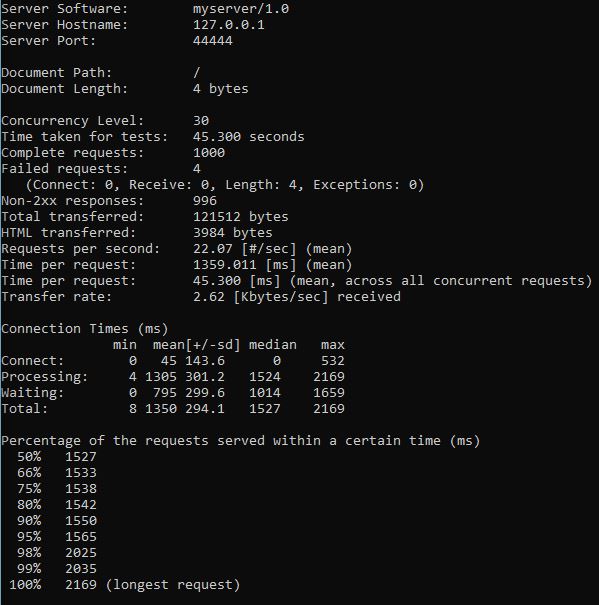 Server Software:        myserver/1.0
Server Hostname:        127.0.0.1
Server Port:            44444

Document Path:          /
Document Length:        4 bytes

Concurrency Level:      30
Time taken for tests:   45.300 seconds
Complete requests:      1000
Failed requests:        4
   (Connect: 0, Receive: 0, Length: 4, Exceptions: 0)
Non-2xx responses:      996
Total transferred:      121512 bytes
HTML transferred:       3984 bytes
Requests per second:    22.07 [#/sec] (mean)
Time per request:       1359.011 [ms] (mean)
Time per request:       45.300 [ms] (mean, across all concurrent requests)
Transfer rate:          2.62 [Kbytes/sec] received

Connection Times (ms)
              min  mean[+/-sd] median   max
Connect:        0   45 143.6      0     532
Processing:     4 1305 301.2   1524    2169
Waiting:        0  795 299.6   1014    1659
Total:          8 1350 294.1   1527    2169

Percentage of the requests served within a certain time (ms)
  50%   1527
  66%   1533
  75%   1538
  80%   1542
  90%   1550
  95%   1565
  98%   2025
  99%   2035
 100%   2169 (longest request)